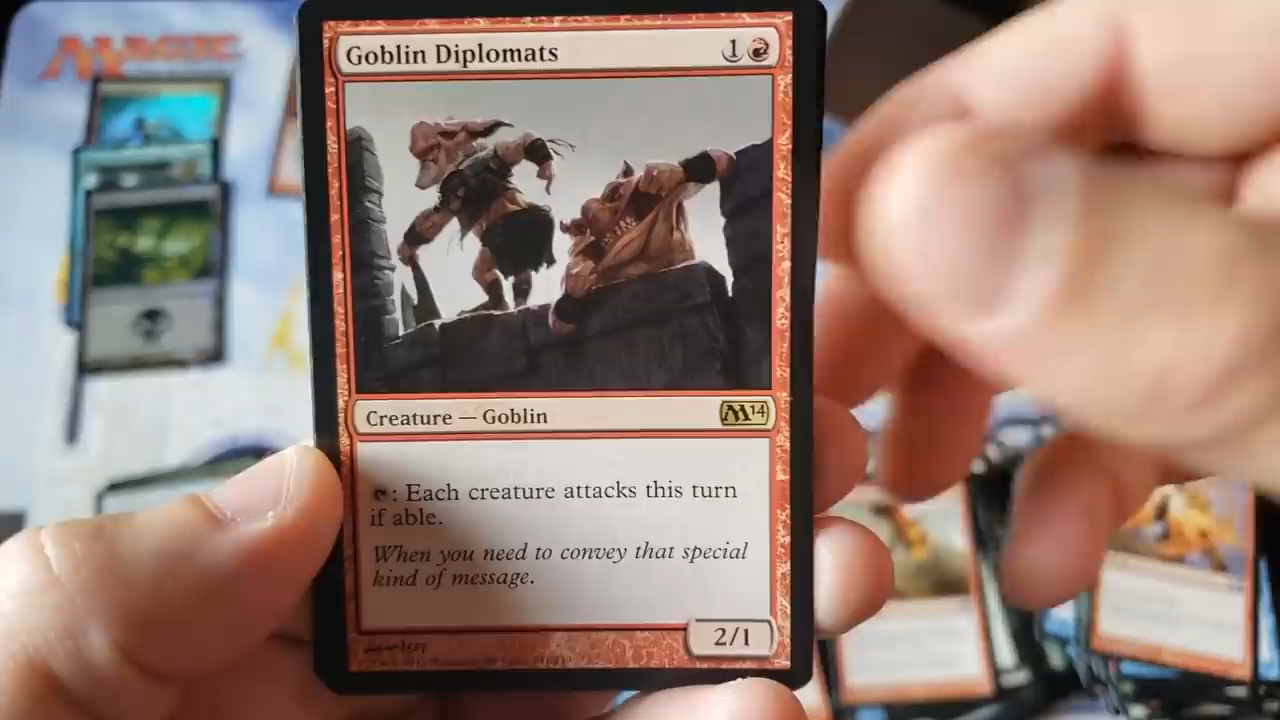 MAGIC
Goblin Diplomats
1
Creature — Goblin
M14
: Each creature attacks this turn
if able.
When you need to convey that special
kind of message.
2/1